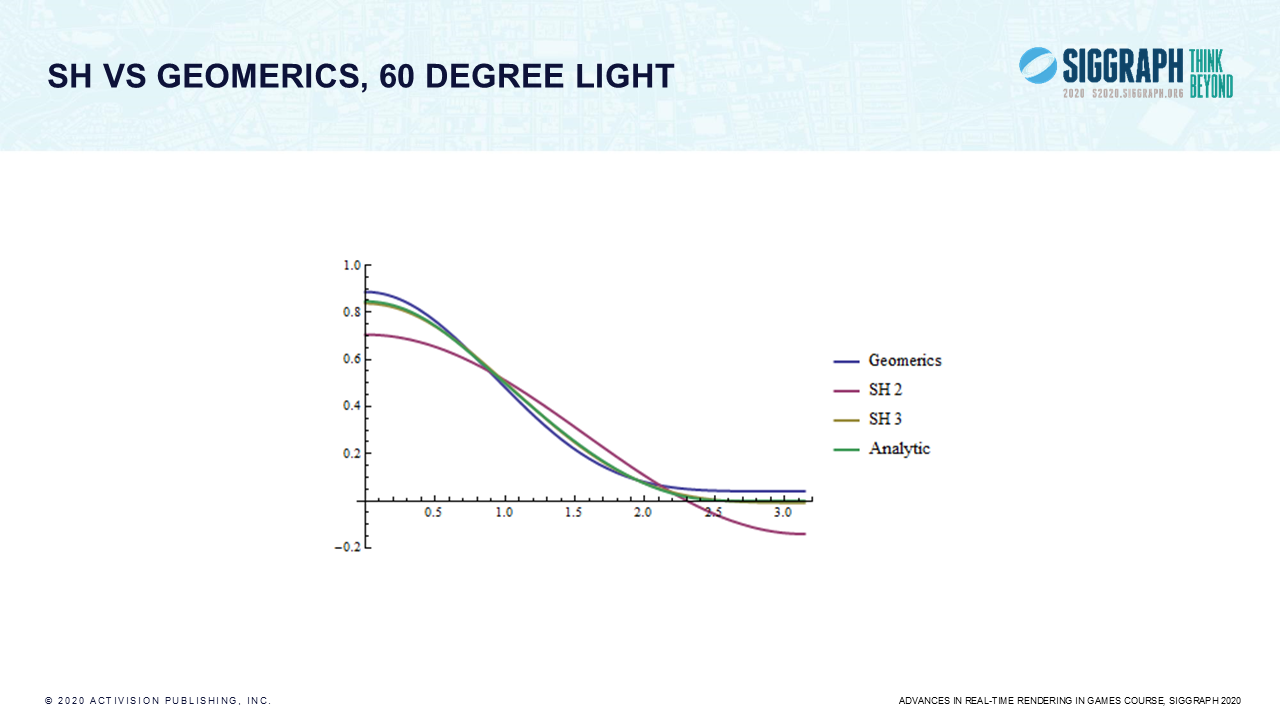 SH VS GEOMERICS, 60 DEGREE LIGHT
SIGGRAPH
THINK
BEYOND
2020 S2020.SIGGRAPH.ORG
1.0
0.8
0.6
0.4
0.2
−0.2
0.5
1.0
1.5
2.0
2.5
3.0
Geomerics
SH 2
SH 3
Analytic
© 2020 ACTIVISION PUBLISHING, INC.
ADVANCES IN REAL-TIME RENDERING IN GAMES COURSE, SIGGRAPH 2020